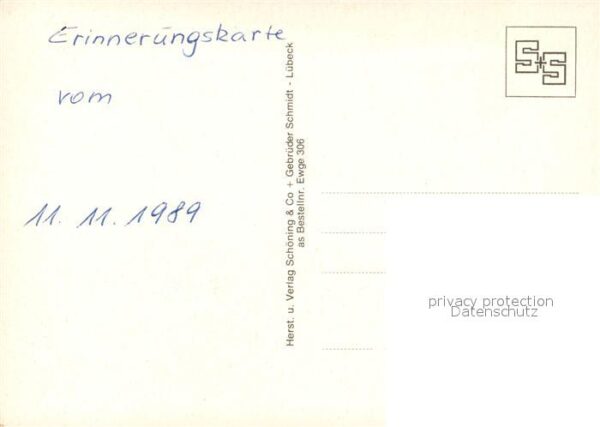 Erinnerungskarte
vom
11. 11. 1989
Herst. u. Verlag Schöning & Co + Gebrüder Schmidt - Lübeck
as Bestellnr. Ewge 306
S+S
privacy protection
Datenschutz